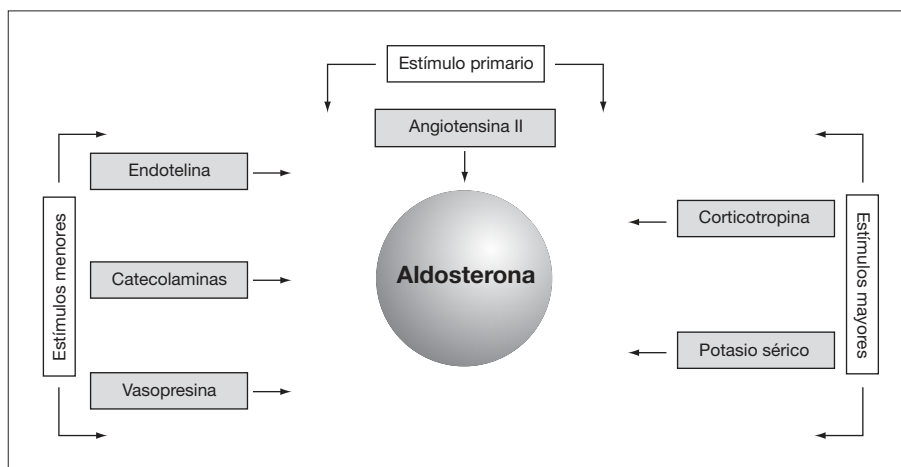 Estímulo primario
Angiotensina II
Endotelina
Estímulos menores
Catecolaminas
Vasopresina
Aldosterona
Corticotropina
Estímulos mayores
Potasio sérico